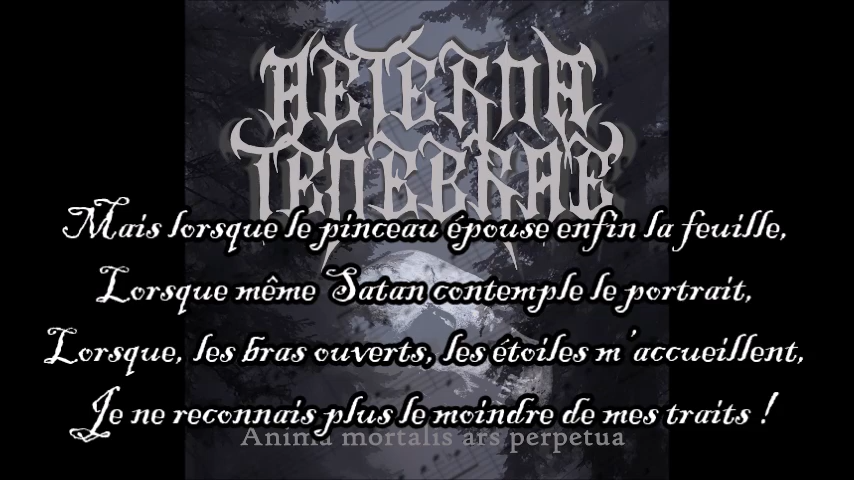 AETERNA
TENEBRAE
Mais lorsque le pinceau épouse enfin la feuille,
Lorsque même Satan contemple le portrait,
Lorsque, les bras ouverts, les étoiles m'accueillent,
Je ne reconnais plus le moindre de mes traits !
Anima mortalis ars perpetua